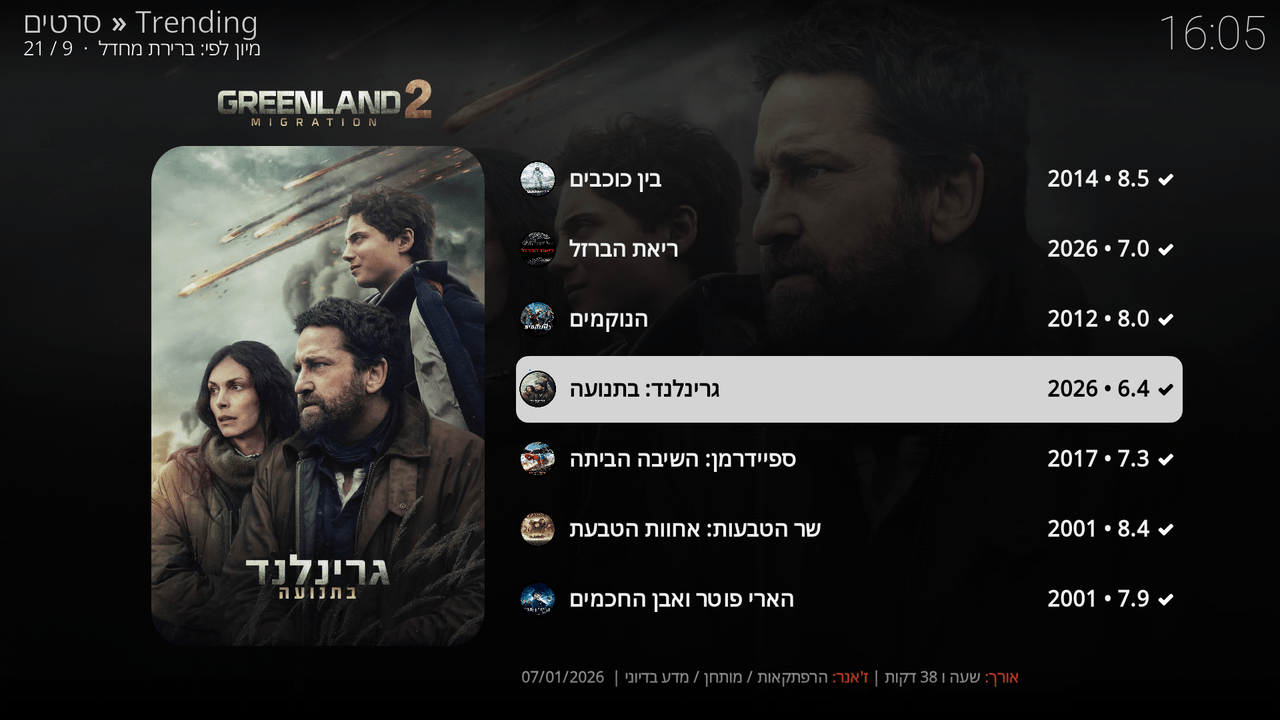 סרטים » Trending
מיון לפי: ברירת מחדל · 9 / 21
16:05
GREENLAND 2
MIGRATION
גרינלנד
בתנועה
בין כוכבים 2014 • 8.5
ריאת הברזל 2026 • 7.0
הנוקמים 2012 • 8.0
גרינלנד: בתנועה 2026 • 6.4
ספיידרמן: השיבה הביתה 2017 • 7.3
שר הטבעות: אחוות הטבעת 2001 • 8.4
הארי פוטר ואבן החכמים 2001 • 7.9
אורך: שעה ו 38 דקות | ז'אנר: הרפתקאות / מותחן / מדע בדיוני | 07/01/2026